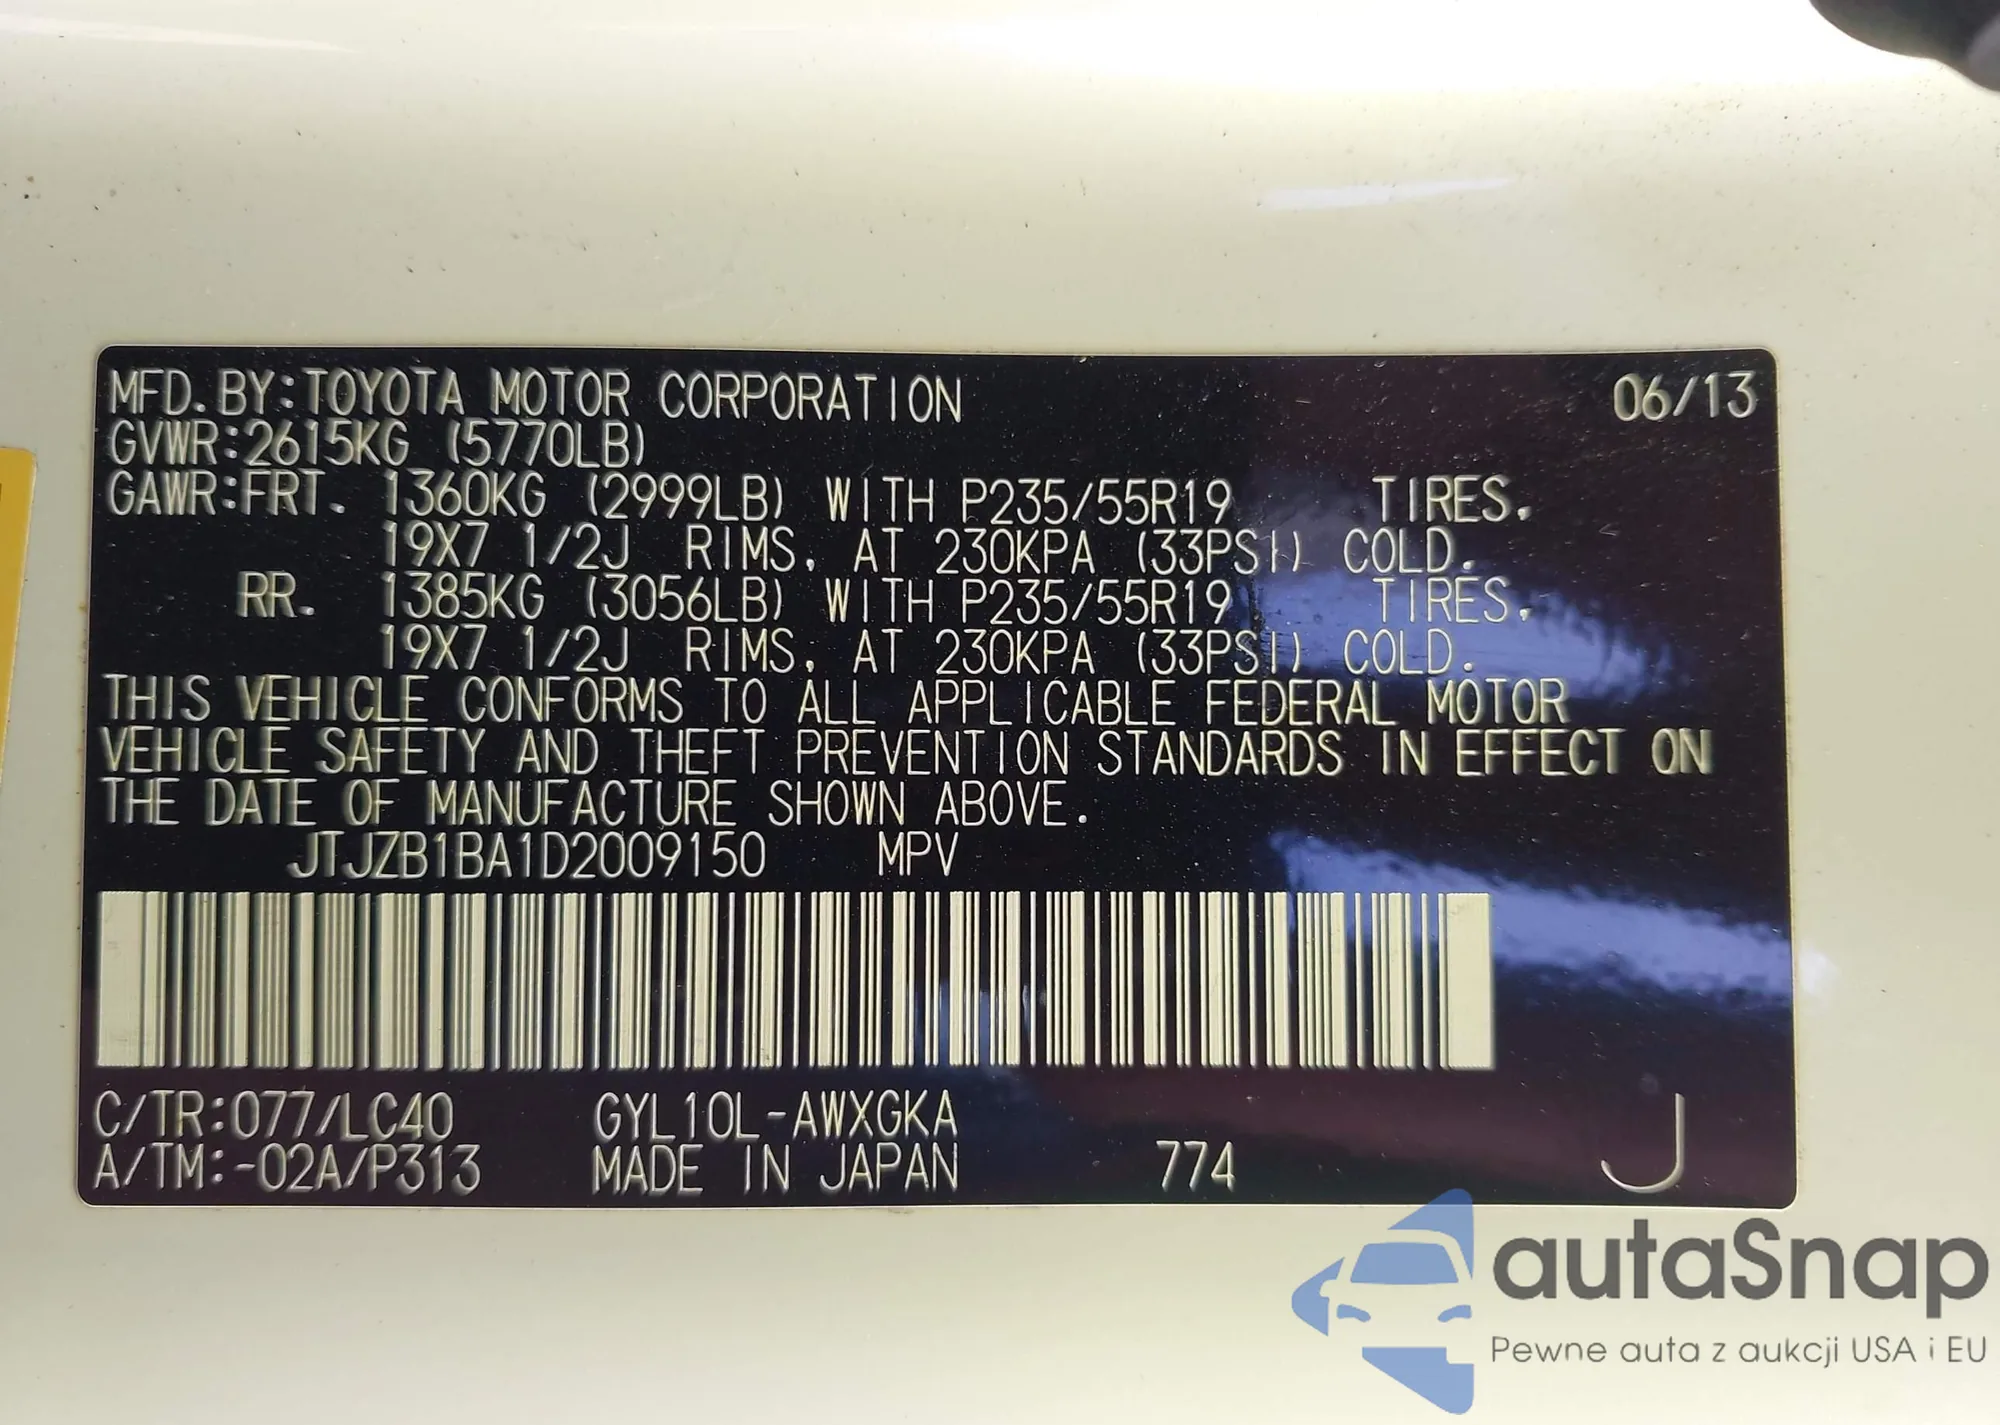 MFD. BY: TOYOTA MOTOR CORPORATION 06/13
GVWR: 2615KG (5770LB)
GAWR: FRT. 1360KG (2999LB) WITH P235/55R19 TIRES,
19X7 1/2J RIMS, AT 230KPA (33PSI) COLD.
RR. 1385KG (3056LB) WITH P235/55R19 TIRES,
19X7 1/2J RIMS, AT 230KPA (33PSI) COLD.
THIS VEHICLE CONFORMS TO ALL APPLICABLE FEDERAL MOTOR
VEHICLE SAFETY AND THEFT PREVENTION STANDARDS IN EFFECT ON
THE DATE OF MANUFACTURE SHOWN ABOVE.
JTJZB1BA1D2009150 MPV
C/TR: 077/LC40 GYL10L-AWXGKA
A/TM: -02A/P313 MADE IN JAPAN 774 J
autaSnap
Pewne auta z aukcji USA i EU